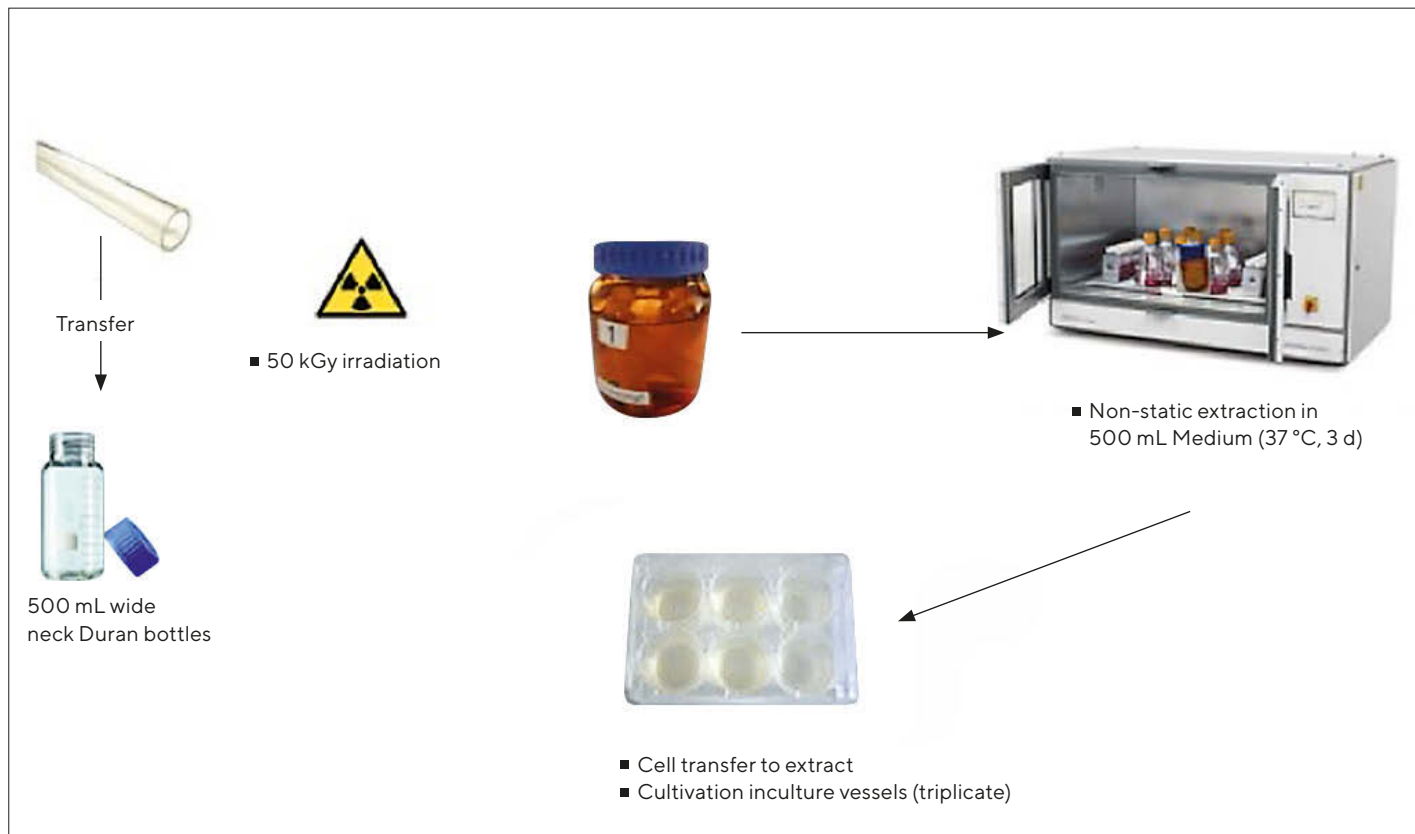 Transfer
500 mL wide
neck Duran bottles
■ 50 kGy irradiation
1
■ Non-static extraction in
500 mL Medium (37 °C, 3 d)
■ Cell transfer to extract
■ Cultivation inculture vessels (triplicate)